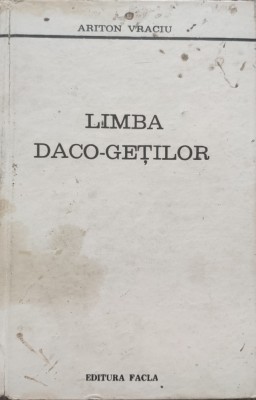 ARITON VRACIU
LIMBA
DACO-GEȚILOR
EDITURA FACLA